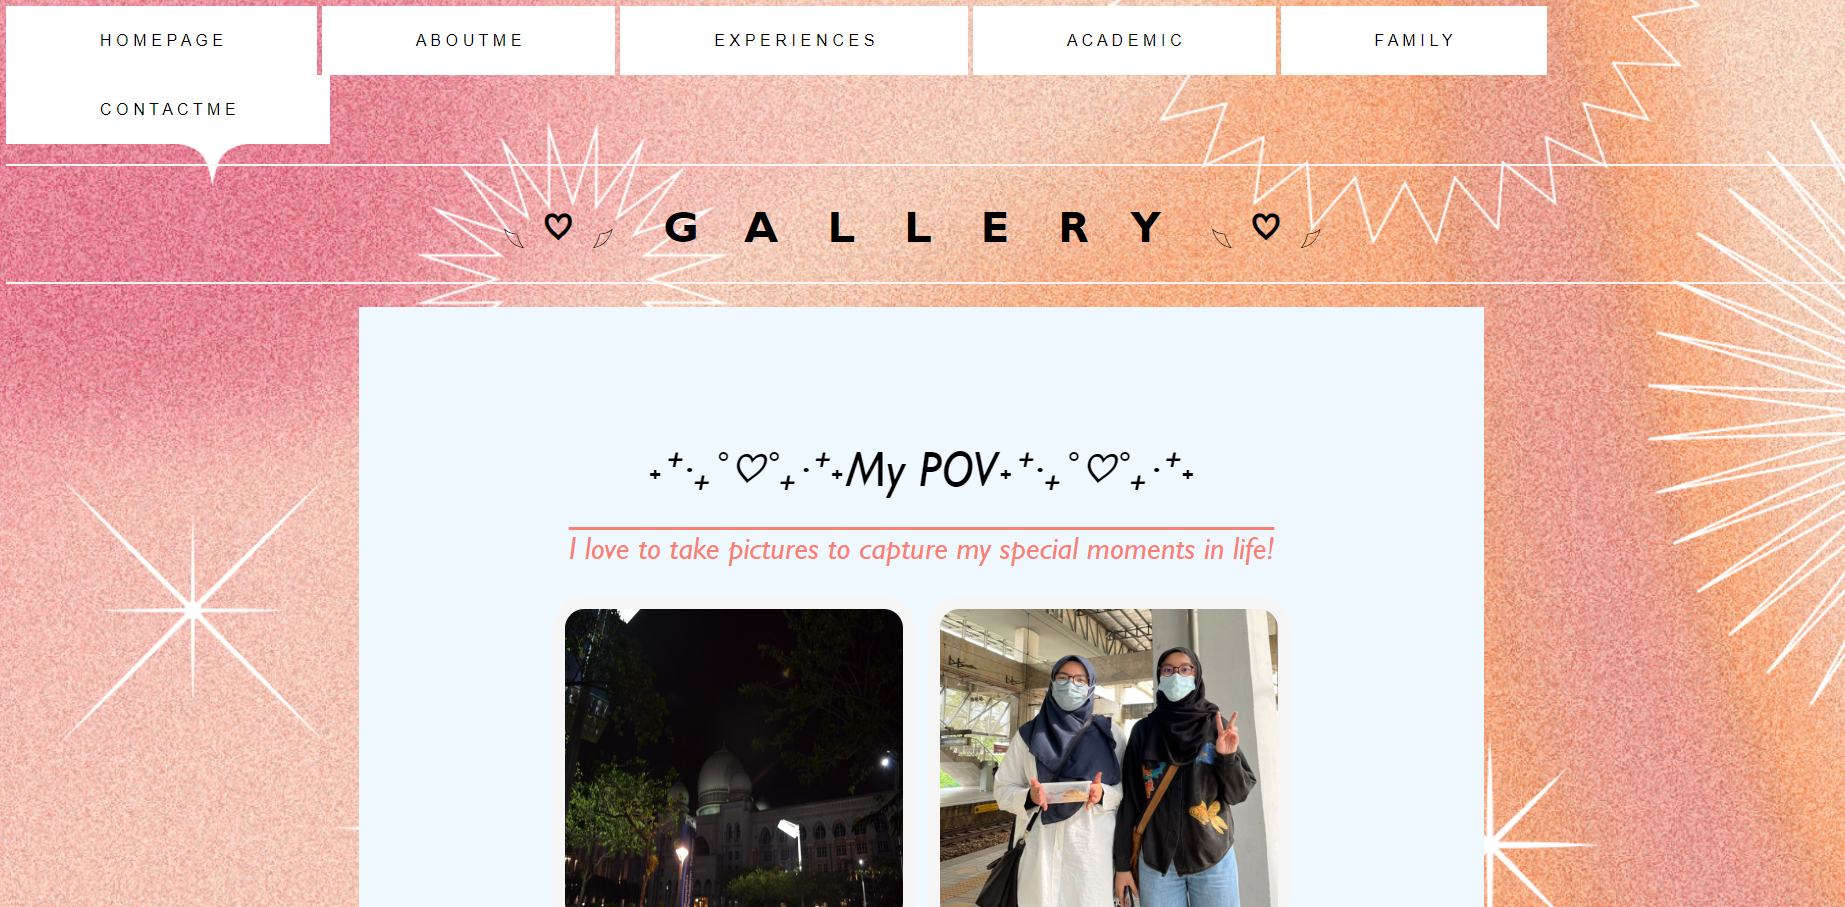 HOMEPAGE ABOUTME EXPERIENCES ACADEMIC FAMILY
CONTACTME
G A L L E R Y
˖⁺‧₊˚♡˚₊‧⁺˖My POV˖⁺‧₊˚♡˚₊‧⁺˖
I love to take pictures to capture my special moments in life!